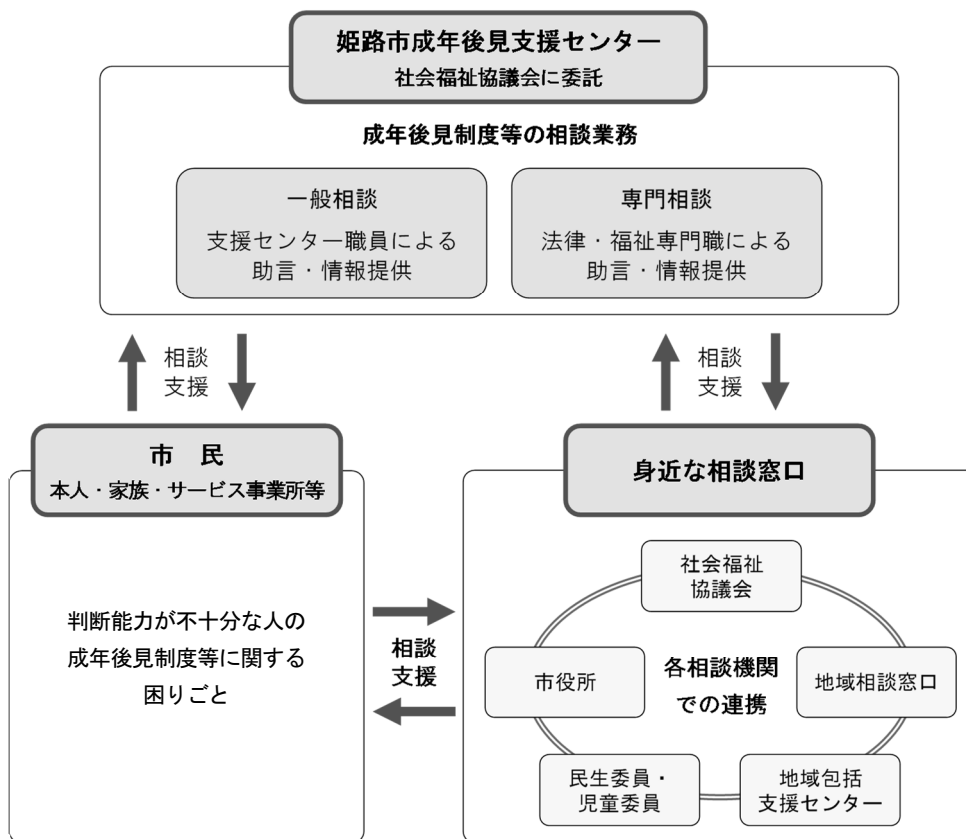 姫路市成年後見支援センター
社会福祉協議会に委託
成年後見制度等の相談業務
一般相談
支援センター職員による
助言・情報提供
専門相談
法律・福祉専門職による
助言・情報提供
相談
支援
相談
支援
市　民
本人・家族・サービス事業所等
判断能力が不十分な人の
成年後見制度等に関する
困りごと
相談
支援
身近な相談窓口
社会福祉
協議会
市役所
各相談機関
での連携
地域相談窓口
民生委員・
児童委員
地域包括
支援センター